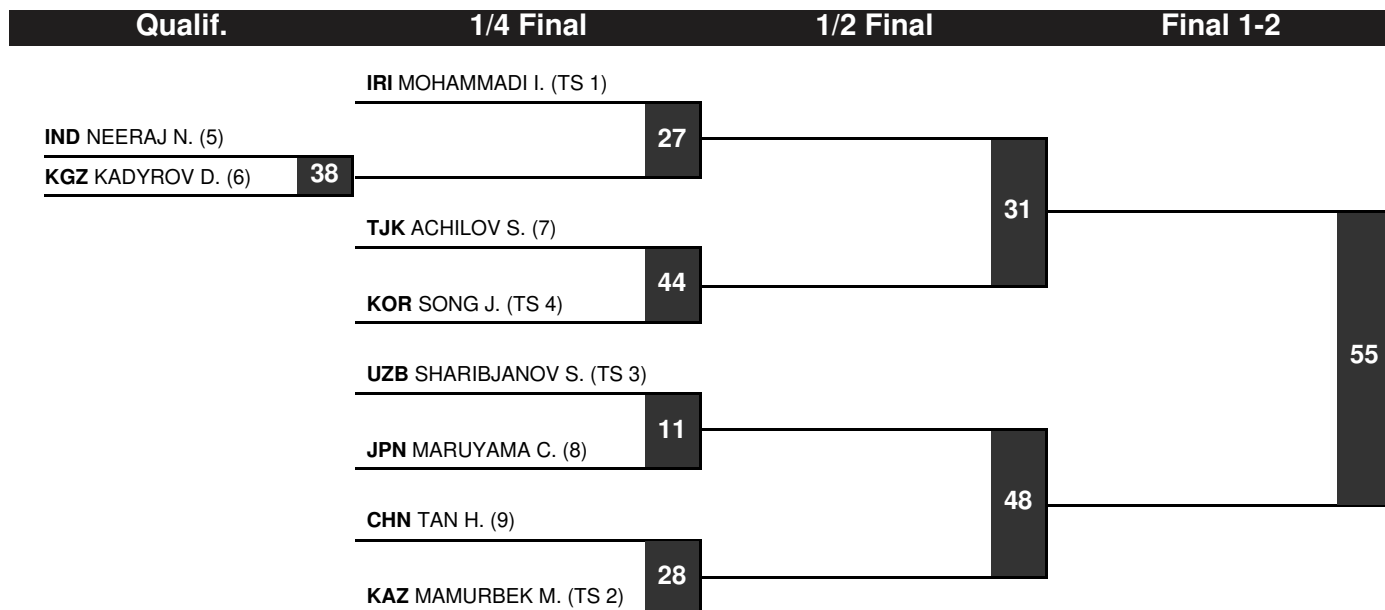 Qualif. 1/4 Final 1/2 Final Final 1-2
IRI MOHAMMADI I. (TS 1)
27
IND NEERAJ N. (5)
KGZ KADYROV D. (6)
38
31
TJK ACHILOV S. (7)
44
KOR SONG J. (TS 4)
55
UZB SHARIBJANOV S. (TS 3)
11
JPN MARUYAMA C. (8)
48
CHN TAN H. (9)
28
KAZ MAMURBEK M. (TS 2)